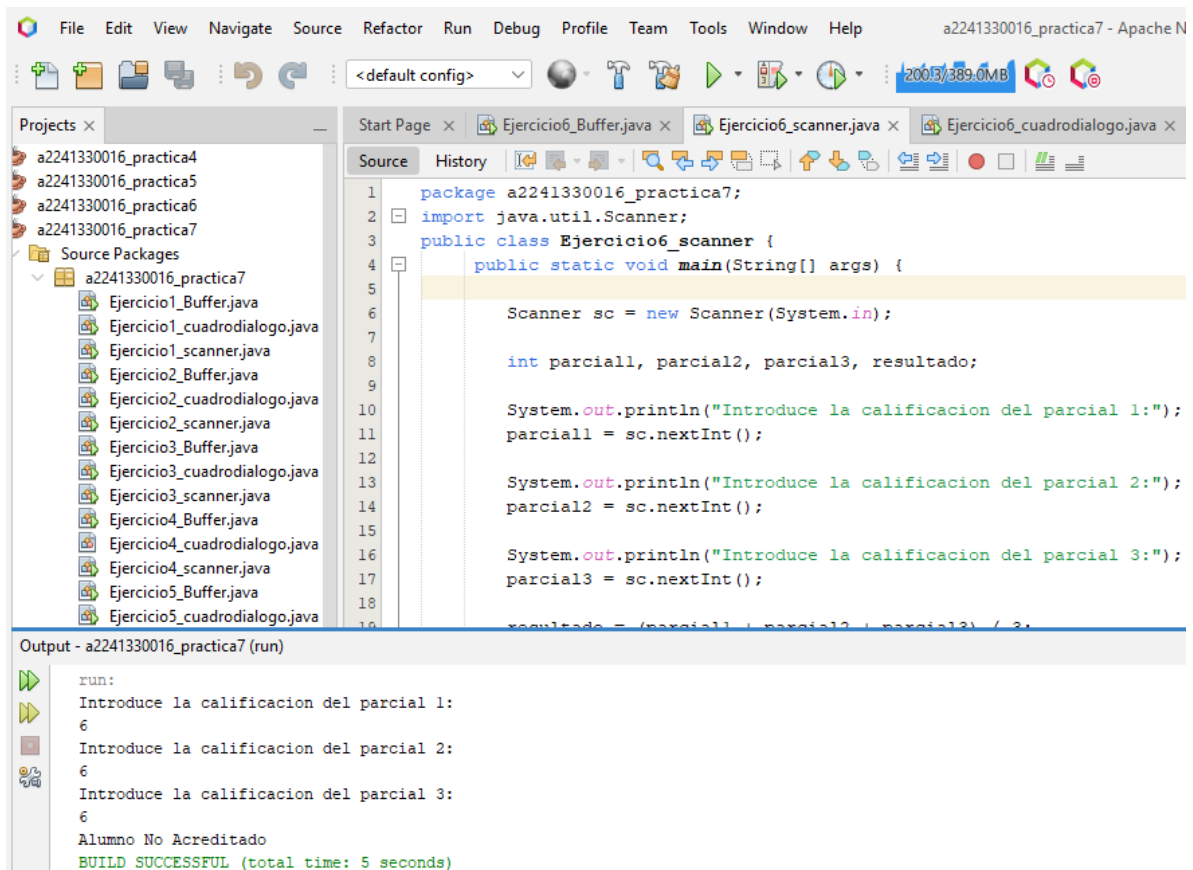 File Edit View Navigate Source Refactor Run Debug Profile Team Tools Window Help a2241330016_practica7 - Apache N
<default config> 200.3/389.0MB
Projects
Start Page Ejercicio6_Buffer.java Ejercicio6_scanner.java Ejercicio6_cuadrodialogo.java
a2241330016_practica4
a2241330016_practica5
a2241330016_practica6
a2241330016_practica7
Source Packages
a2241330016_practica7
Ejercicio1_Buffer.java
Ejercicio1_cuadrodialogo.java
Ejercicio1_scanner.java
Ejercicio2_Buffer.java
Ejercicio2_cuadrodialogo.java
Ejercicio2_scanner.java
Ejercicio3_Buffer.java
Ejercicio3_cuadrodialogo.java
Ejercicio3_scanner.java
Ejercicio4_Buffer.java
Ejercicio4_cuadrodialogo.java
Ejercicio4_scanner.java
Ejercicio5_Buffer.java
Ejercicio5_cuadrodialogo.java
Source History
1 package a2241330016_practica7;
2 import java.util.Scanner;
3 public class Ejercicio6_scanner {
4 public static void main(String[] args) {
5
6 Scanner sc = new Scanner(System.in);
7
8 int parcial1, parcial2, parcial3, resultado;
9
10 System.out.println("Introduce la calificacion del parcial 1:");
11 parcial1 = sc.nextInt();
12
13 System.out.println("Introduce la calificacion del parcial 2:");
14 parcial2 = sc.nextInt();
15
16 System.out.println("Introduce la calificacion del parcial 3:");
17 parcial3 = sc.nextInt();
18
19 resultado = (parcial1 + parcial2 + parcial3) / 3;
Output - a2241330016_practica7 (run)
run:
Introduce la calificacion del parcial 1:
6
Introduce la calificacion del parcial 2:
6
Introduce la calificacion del parcial 3:
6
Alumno No Acreditado
BUILD SUCCESSFUL (total time: 5 seconds)